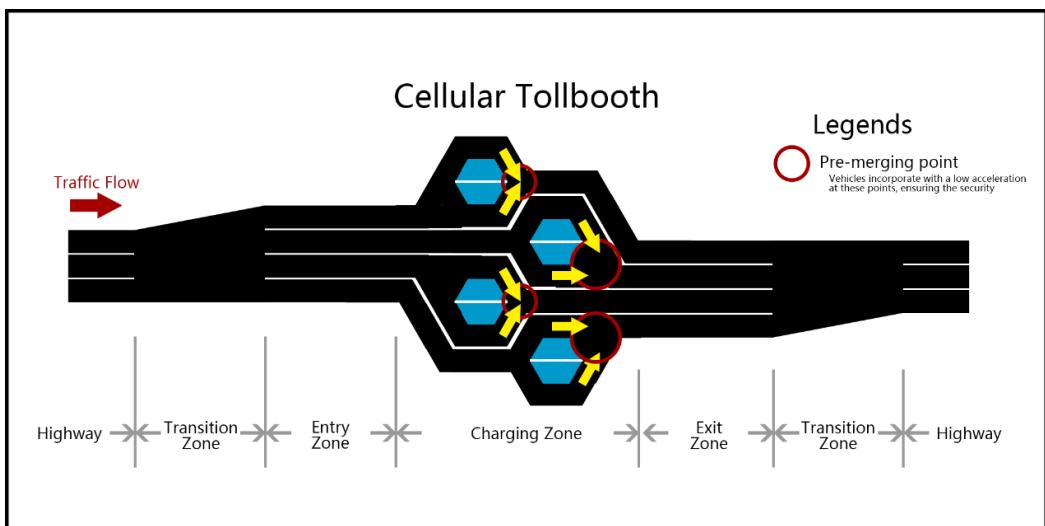 Cellular Tollbooth
Legends
Pre-merging point
Vehicles incorporate with a low acceleration
at these points, ensuring the security
Traffic Flow
Highway
Transition
Zone
Entry
Zone
Charging Zone
Exit
Zone
Transition
Zone
Highway